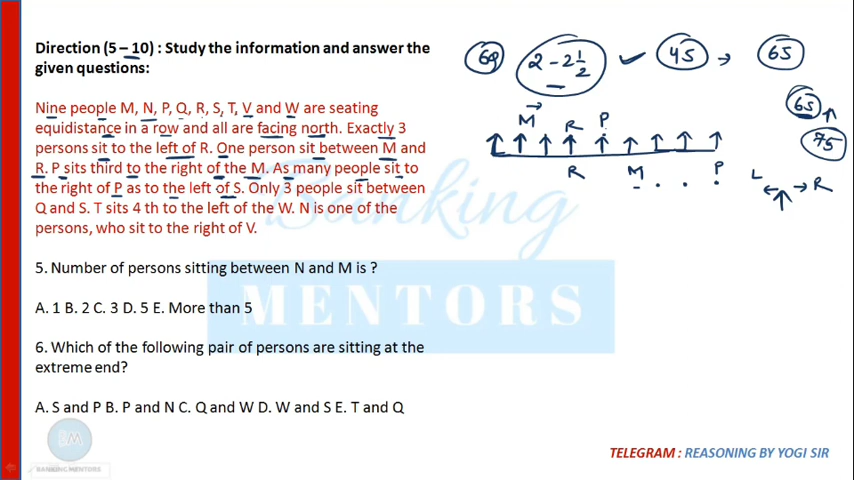 Direction (5 – 10) : Study the information and answer the
given questions:
Nine people M, N, P, Q, R, S, T, V and W are seating
equidistance in a row and all are facing north. Exactly 3
persons sit to the left of R. One person sit between M and
R. P sits third to the right of the M. As many people sit to
the right of P as to the left of S. Only 3 people sit between
Q and S. T sits 4 th to the left of the W. N is one of the
persons, who sit to the right of V.
5. Number of persons sitting between N and M is ?
A. 1 B. 2 C. 3 D. 5 E. More than 5
6. Which of the following pair of persons are sitting at the
extreme end?
A. S and P B. P and N C. Q and W D. W and S E. T and Q
2 - 2 1/2
45
65
65
75
M
R
P
R
M
P
L
R
Banking
MENTORS
BM
BANKING MENTORS
TELEGRAM : REASONING BY YOGI SIR